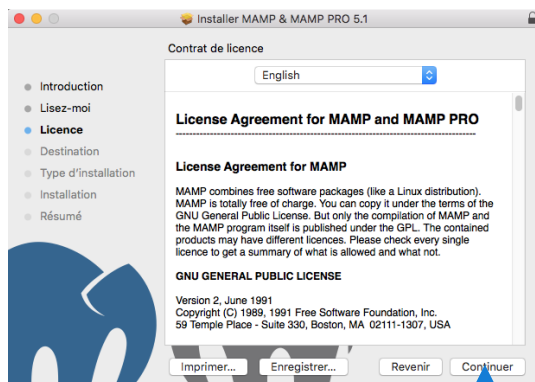 Installer MAMP & MAMP PRO 5.1
Contrat de licence
Introduction
Lisez-moi
Licence
Destination
Type d'installation
Installation
Résumé
English
License Agreement for MAMP and MAMP PRO
License Agreement for MAMP
MAMP combines free software packages (like a Linux distribution).
MAMP is totally free of charge. You can copy it under the terms of the
GNU General Public License. But only the compilation of MAMP and
the MAMP program itself is published under the GPL. The contained
products may have different licences. Please check every single
licence to get a summary of what is allowed and what not.
GNU GENERAL PUBLIC LICENSE
Version 2, June 1991
Copyright (C) 1989, 1991 Free Software Foundation, Inc.
59 Temple Place - Suite 330, Boston, MA  02111-1307, USA
Imprimer...
Enregistrer...
Revenir
Continuer